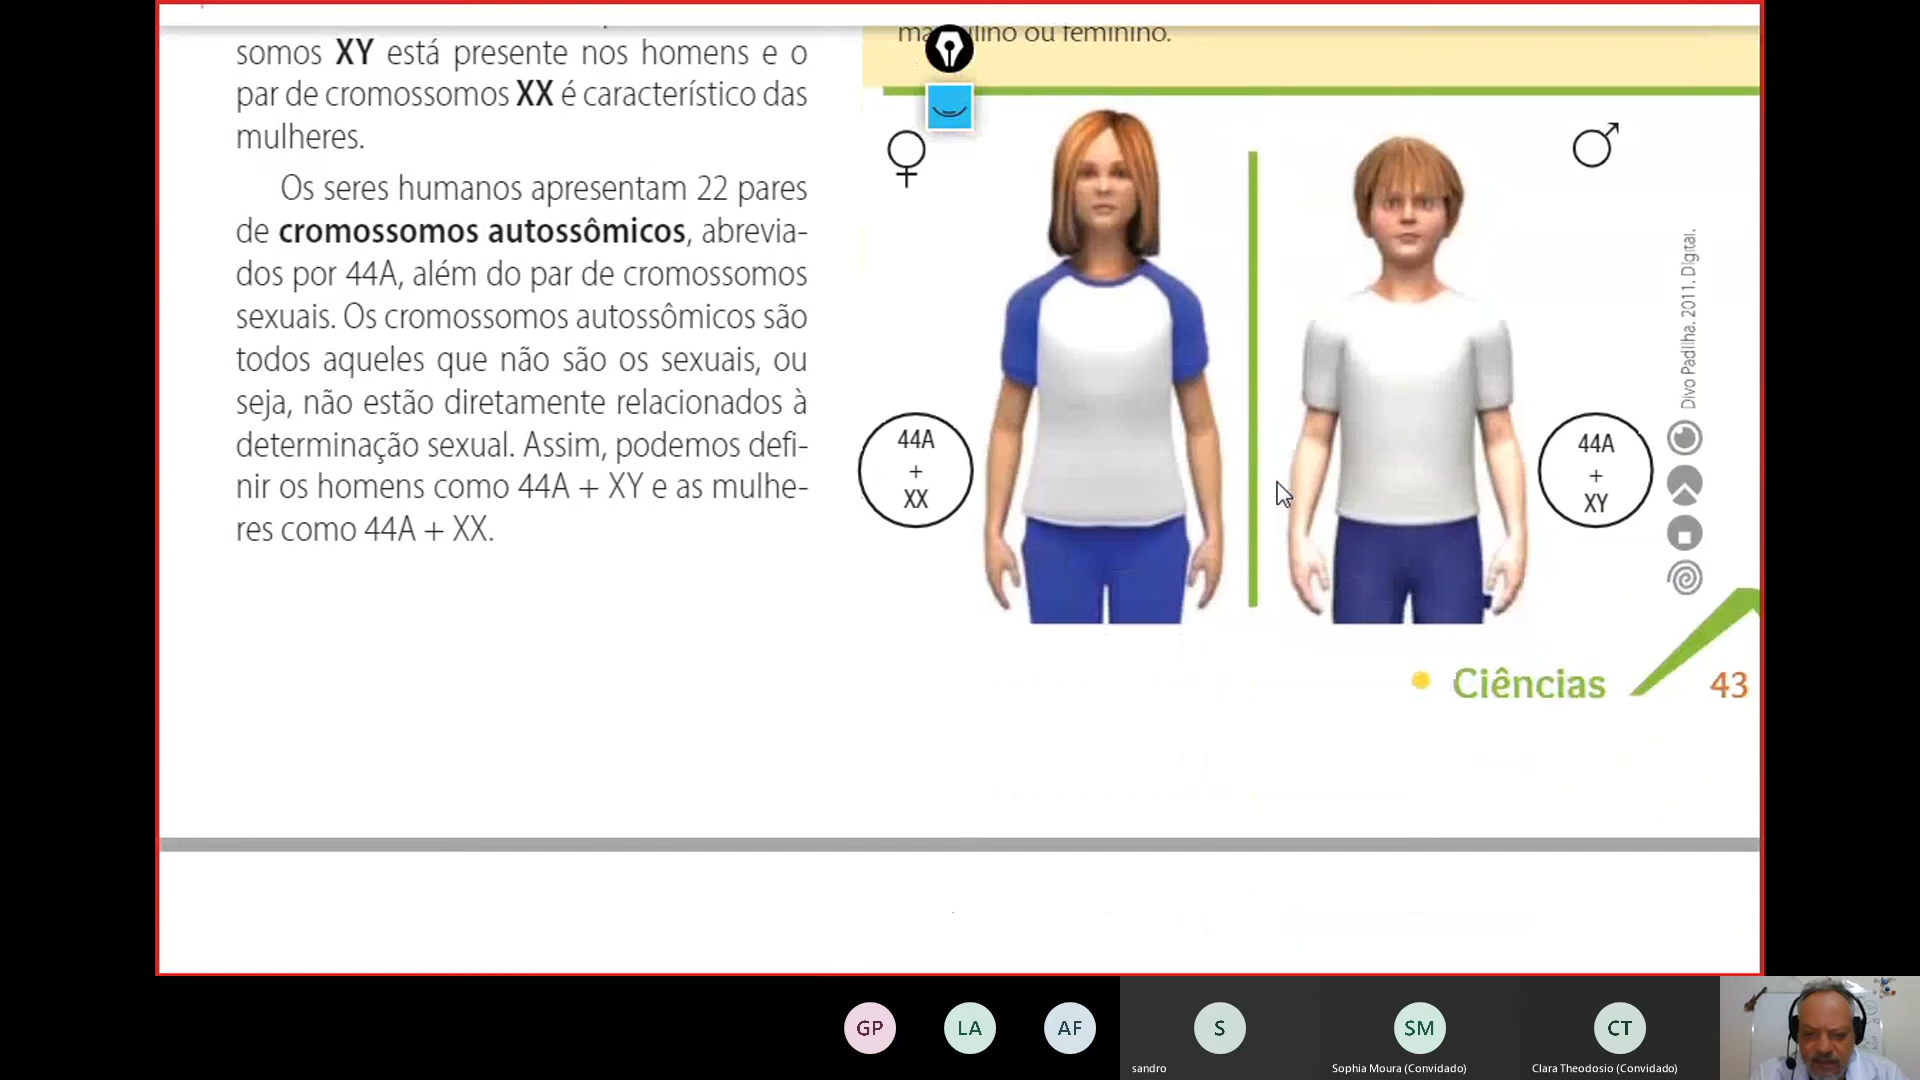 somos XY está presente nos homens e o
par de cromossomos XX é característico das
mulheres.
Os seres humanos apresentam 22 pares
de cromossomos autossômicos, abrevia-
dos por 44A, além do par de cromossomos
sexuais. Os cromossomos autossômicos são
todos aqueles que não são os sexuais, ou
seja, não estão diretamente relacionados à
determinação sexual. Assim, podemos defi-
nir os homens como 44A + XY e as mulhe-
res como 44A + XX.
ou feminino.
44A
+
XX
44A
+
XY
Divo Padilha. 2011. Digital.
Ciências
43
GP
LA
AF
S
SM
CT
sandro
Sophia Moura (Convidado)
Clara Theodosio (Convidado)